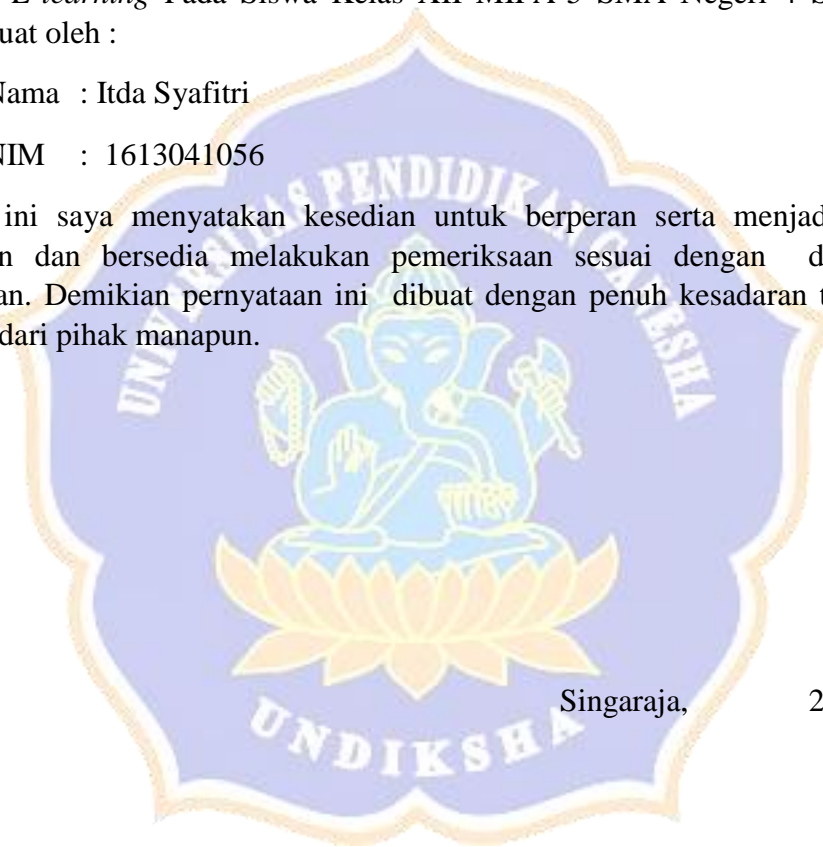 E-learning Pada Siswa Kelas XII MIPA 3 SMA Negeri 4 S
uat oleh :
Nama : Itda Syafitri
NIM : 1613041056
ini saya menyatakan kesedian untuk berperan serta menjad
n dan bersedia melakukan pemeriksaan sesuai dengan d
an. Demikian pernyataan ini dibuat dengan penuh kesadaran t
dari pihak manapun.
UNIVERSITAS PENDIDIKAN GANESHA
Singaraja, 2
UNDIKSHA